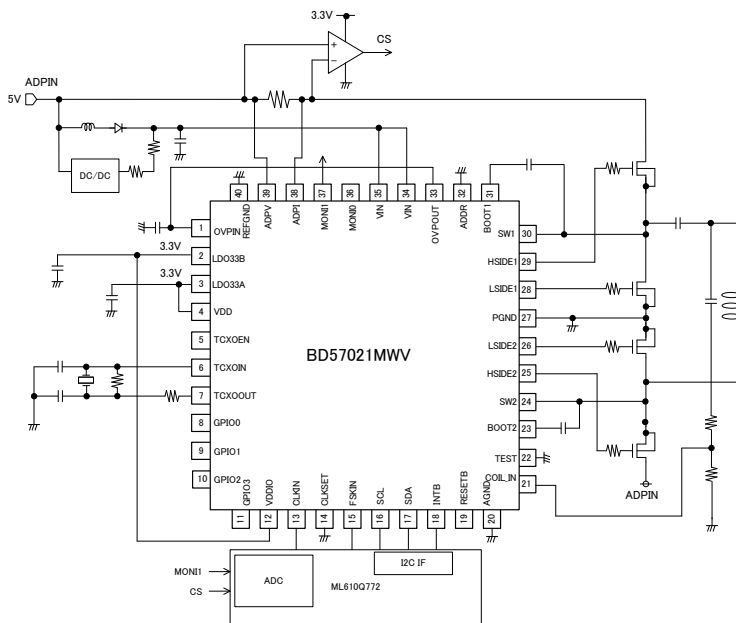 3.3V
CS
ADPIN
5V
DC/DC
40 39 38 37 36 35 34 33 32 31
REFGND ADPV ADPI MONI1 MONI0 VIN VIN OVPOUT ADDR BOOT1
1 OVPIN
3.3V
2 LDO33B
3.3V
3 LDO33A
4 VDD
5 TCXOEN
6 TCXOIN
7 TCXOOUT
8 GPIO0
9 GPIO1
10 GPIO2
BD57021MWV
SW1 30
HSIDE1 29
LSIDE1 28
PGND 27
LSIDE2 26
HSIDE2 25
SW2 24
BOOT2 23
TEST 22
COIL_IN 21
ADPIN
GPIO3 VDDIO CLKIN CLKSET FSKIN SCL SDA INTB RESETB AGND
11 12 13 14 15 16 17 18 19 20
MONI1
CS
ADC
I2C IF
ML610Q772